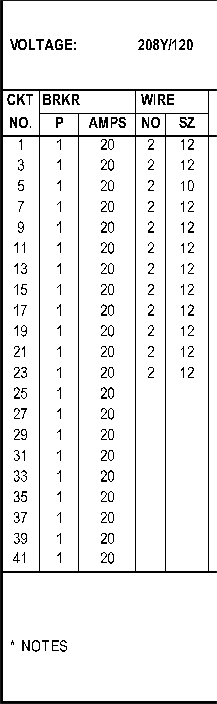 VOLTAGE: 208Y/120
CKT BRKR WIRE
NO. P AMPS NO SZ
1 1 20 2 12
3 1 20 2 12
5 1 20 2 10
7 1 20 2 12
9 1 20 2 12
11 1 20 2 12
13 1 20 2 12
15 1 20 2 12
17 1 20 2 12
19 1 20 2 12
21 1 20 2 12
23 1 20 2 12
25 1 20
27 1 20
29 1 20
31 1 20
33 1 20
35 1 20
37 1 20
39 1 20
41 1 20
* NOTES